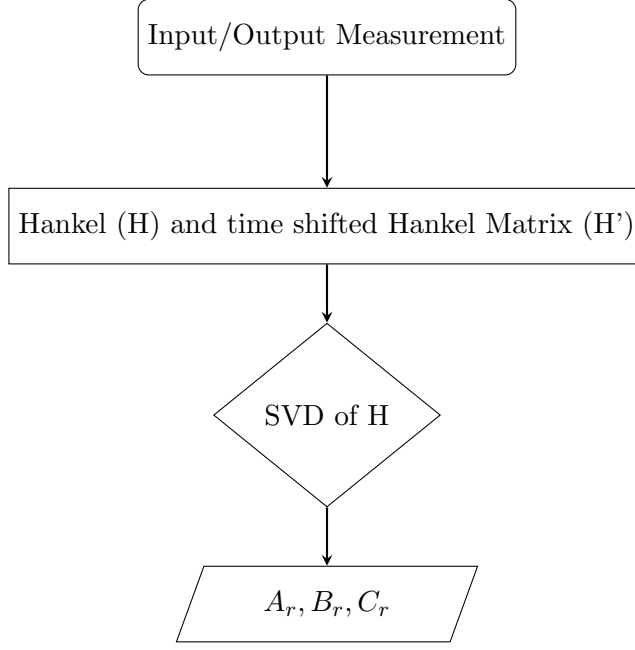 Input/Output Measurement
Hankel (H) and time shifted Hankel Matrix (H')
SVD of H
A_r, B_r, C_r